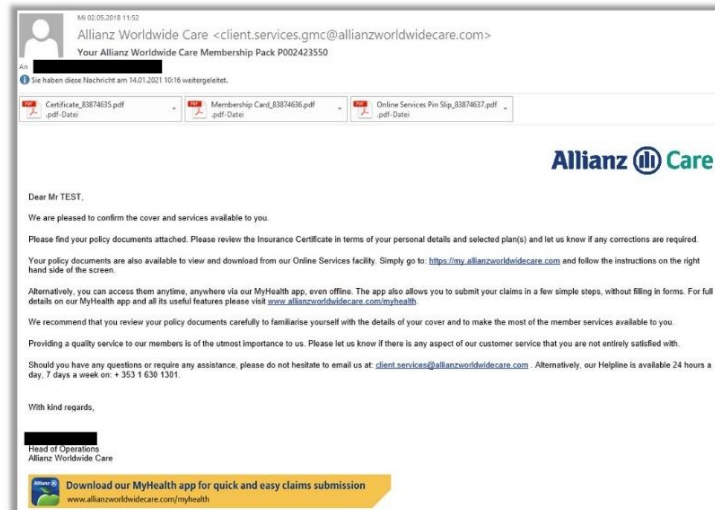 Mi 02.05.2018 11:52
Allianz Worldwide Care <client.services.gmc@allianzworldwidecare.com>
Your Allianz Worldwide Care Membership Pack P002423550
An
Sie haben diese Nachricht am 14.01.2021 10:16 weitergeleitet.
Certificate_83874635.pdf
.pdf-Datei
Membership Card_83874636.pdf
.pdf-Datei
Online Services Pin Slip_83874637.pdf
.pdf-Datei
Allianz Care
Dear Mr TEST,
We are pleased to confirm the cover and services available to you.
Please find your policy documents attached. Please review the Insurance Certificate in terms of your personal details and selected plan(s) and let us know if any corrections are required.
Your policy documents are also available to view and download from our Online Services facility. Simply go to: https://my.allianzworldwidecare.com and follow the instructions on the right
hand side of the screen.
Alternatively, you can access them anytime, anywhere via our MyHealth app, even offline. The app also allows you to submit your claims in a few simple steps, without filling in forms. For full
details on our MyHealth app and all its useful features please visit www.allianzworldwidecare.com/myhealth.
We recommend that you review your policy documents carefully to familiarise yourself with the details of your cover and to make the most of the member services available to you.
Providing a quality service to our members is of the utmost importance to us. Please let us know if there is any aspect of our customer service that you are not entirely satisfied with.
Should you have any questions or require any assistance, please do not hesitate to email us at: client.services@allianzworldwidecare.com . Alternatively, our Helpline is available 24 hours a
day, 7 days a week on: + 353 1 630 1301.
With kind regards,
Head of Operations
Allianz Worldwide Care
Download our MyHealth app for quick and easy claims submission
www.allianzworldwidecare.com/myhealth